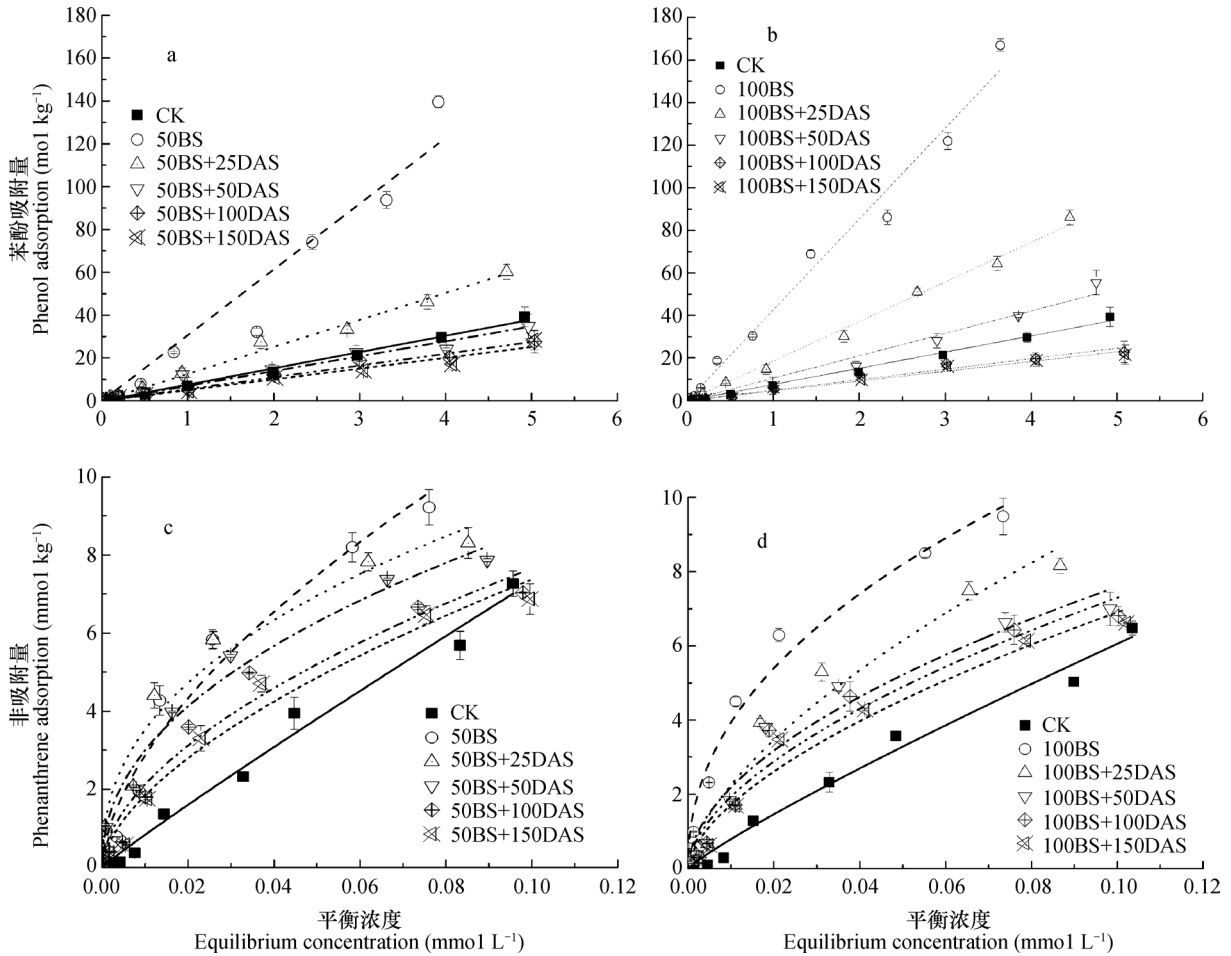 180
160
140
120
100
80
60
40
20
0
0
1
2
3
4
5
6
a
CK
50BS
50BS+25DAS
50BS+50DAS
50BS+100DAS
50BS+150DAS
苯酚吸附量
Phenol adsorption (mo1 kg⁻¹)
180
160
140
120
100
80
60
40
20
0
0
1
2
3
4
5
6
b
CK
100BS
100BS+25DAS
100BS+50DAS
100BS+100DAS
100BS+150DAS
10
8
6
4
2
0
0.00
0.02
0.04
0.06
0.08
0.10
0.12
c
CK
50BS
50BS+25DAS
50BS+50DAS
50BS+100DAS
50BS+150DAS
菲吸附量
Phenanthrene adsorption (mmo1 kg⁻¹)
平衡浓度
Equilibrium concentration (mmo1 L⁻¹)
10
8
6
4
2
0
0.00
0.02
0.04
0.06
0.08
0.10
0.12
d
CK
100BS
100BS+25DAS
100BS+50DAS
100BS+100DAS
100BS+150DAS
平衡浓度
Equilibrium concentration (mmo1 L⁻¹)